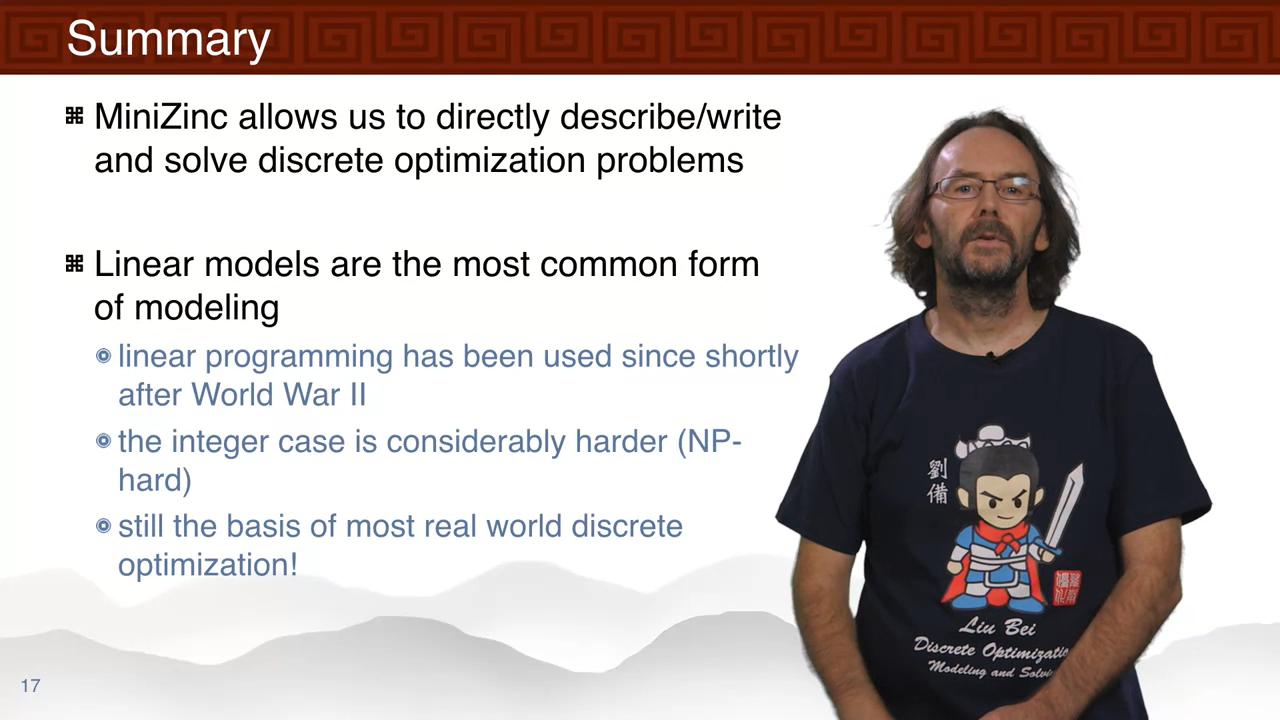 Summary
MiniZinc allows us to directly describe/write
and solve discrete optimization problems
Linear models are the most common form
of modeling
linear programming has been used since shortly
after World War II
the integer case is considerably harder (NP-
hard)
still the basis of most real world discrete
optimization!
17
劉
備
Liu Bei
Discrete Optimizatio
Modeling and Solvi